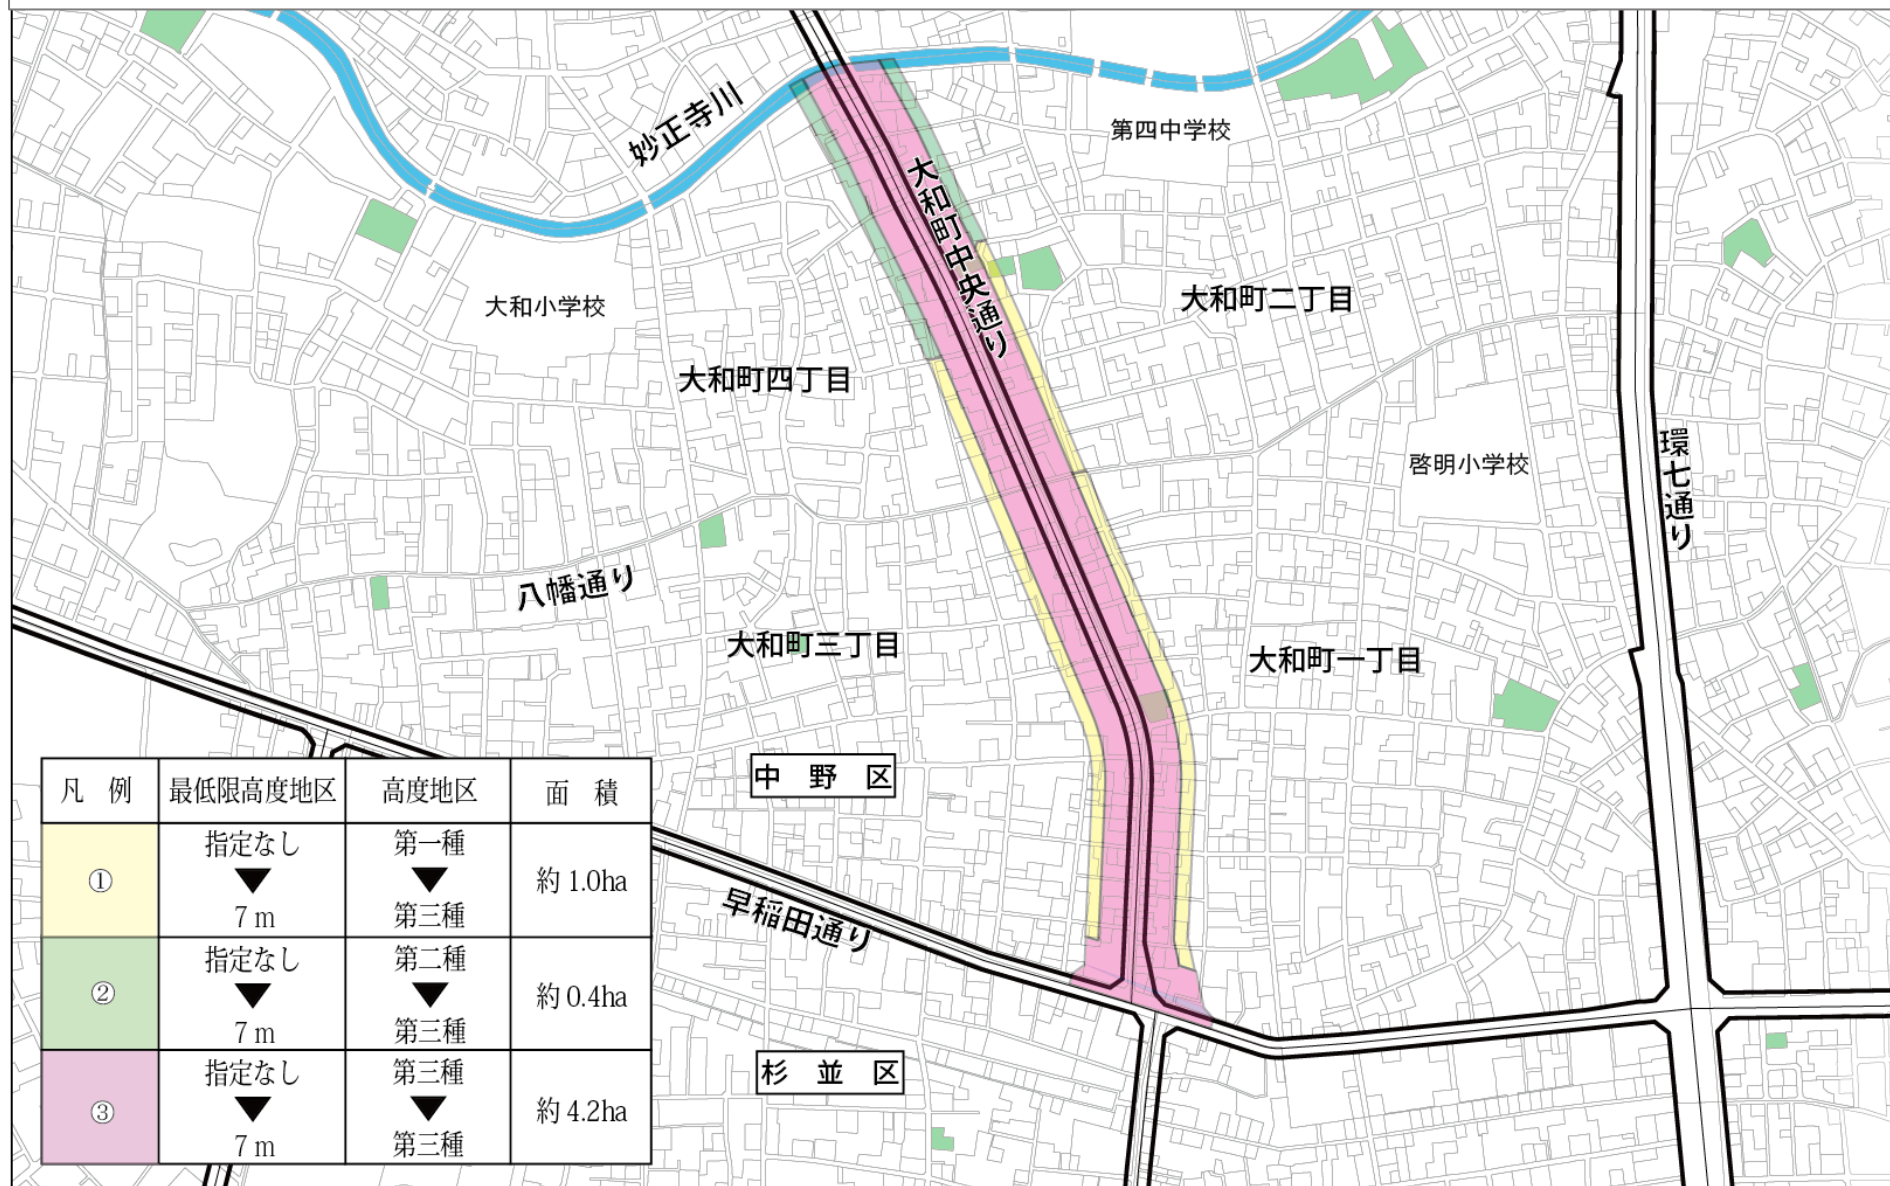 妙正寺川
第四中学校
大和町中央通り
大和小学校
大和町二丁目
大和町四丁目
環七通り
啓明小学校
八幡通り
大和町三丁目
大和町一丁目
中 野 区
早稲田通り
杉 並 区
凡 例 最低限高度地区 高度地区 面 積
① 指定なし ▼ 7 m 第一種 ▼ 第三種 約 1.0ha
② 指定なし ▼ 7 m 第二種 ▼ 第三種 約 0.4ha
③ 指定なし ▼ 7 m 第三種 ▼ 第三種 約 4.2ha